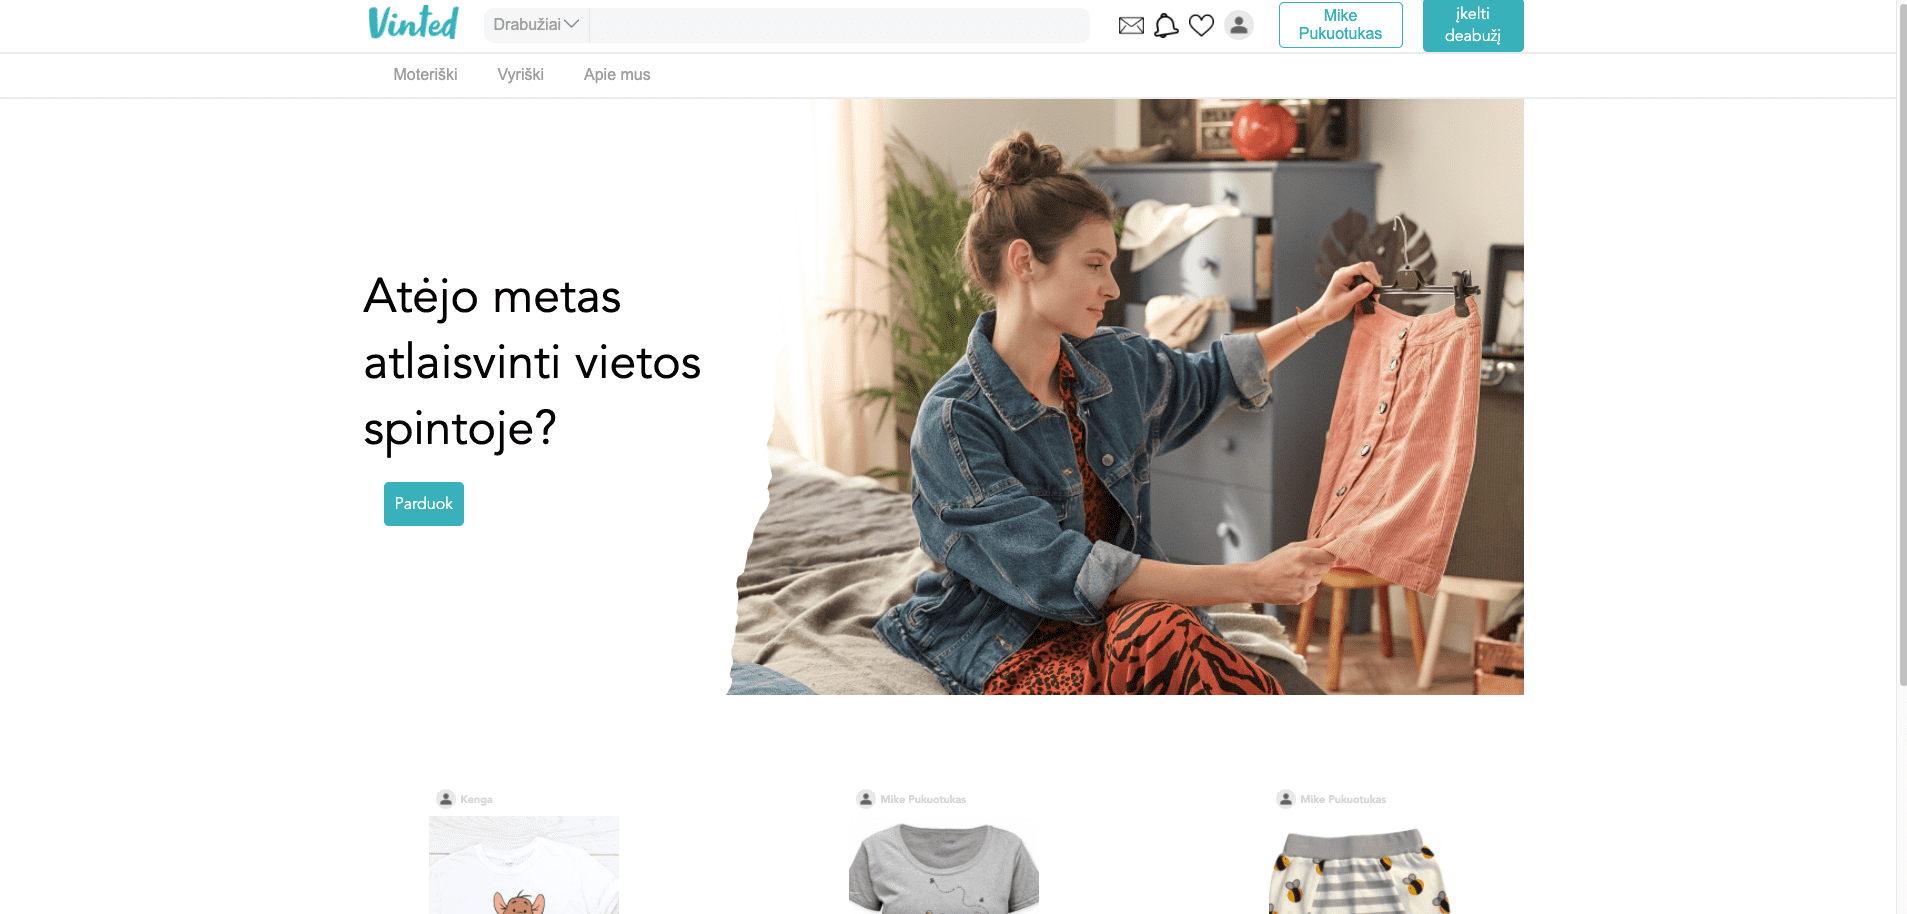 Vinted
Drabužiai
Mike
Pukuotukas
įkelti
deabužį
Moteriški
Vyriški
Apie mus
Atėjo metas
atlaisvinti vietos
spintoje?
Parduok
Kenga
Mike Pukuotukas
Mike Pukuotukas